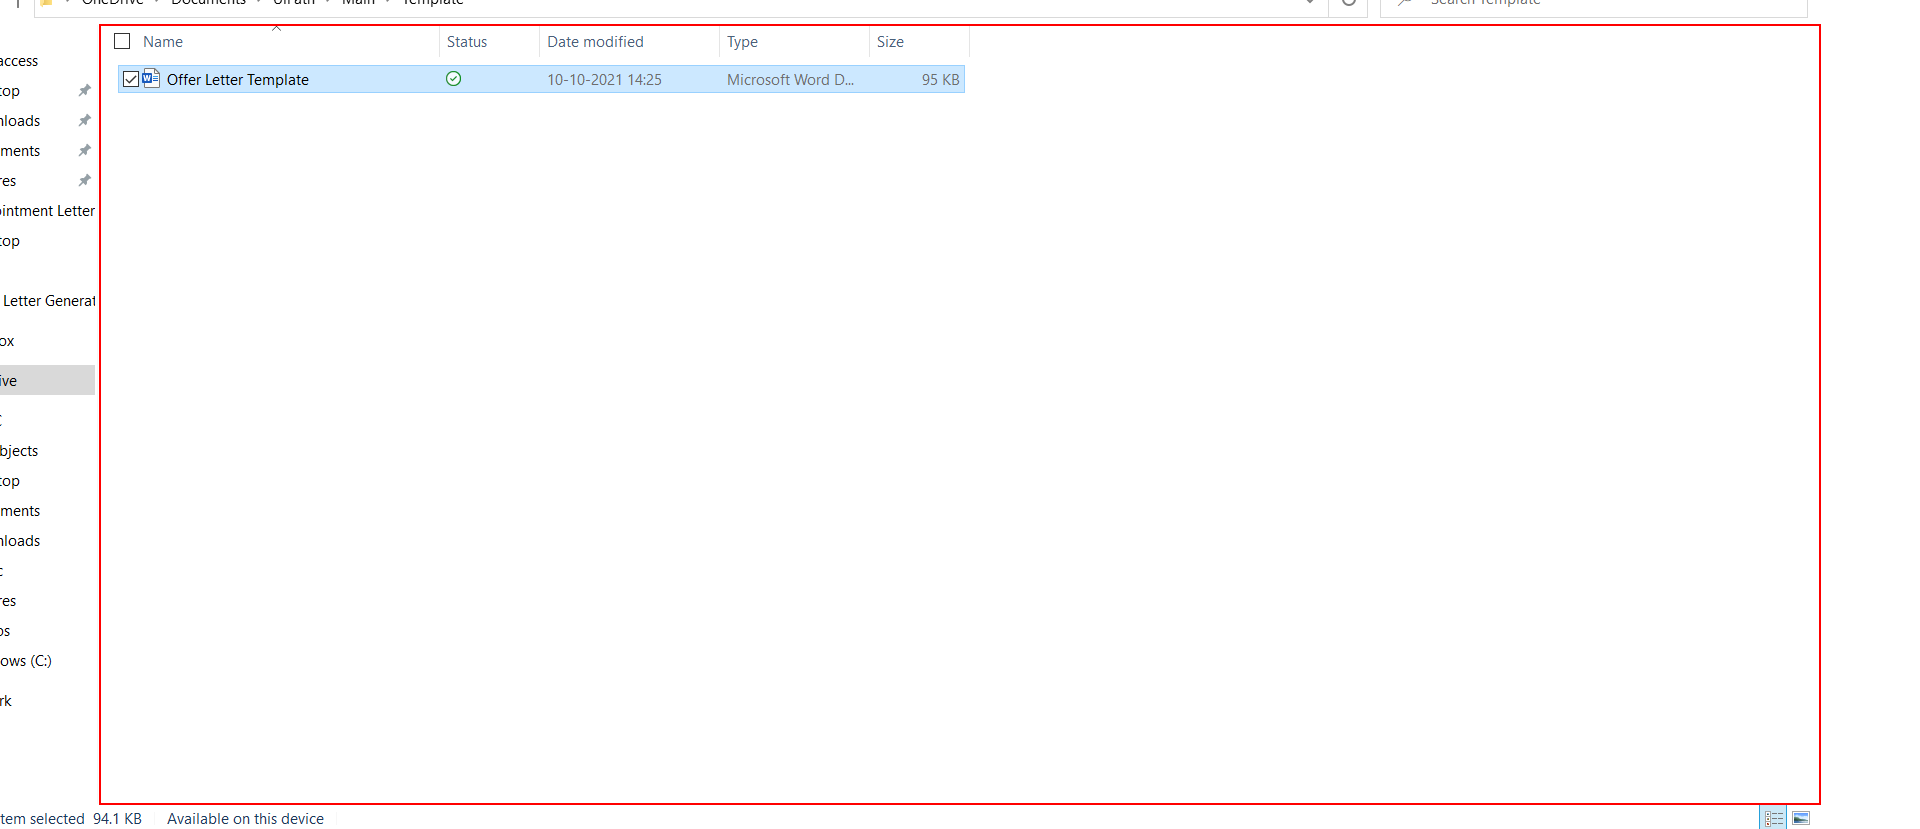 OneDrive Documents UiPath Main Template Search Template
Name Status Date modified Type Size
Offer Letter Template 10-10-2021 14:25 Microsoft Word D... 95 KB
access
top
nloads
ments
res
ointment Letter
top
Letter Generat
ox
ive
bjects
top
ments
nloads
c
res
os
ows (C:)
rk
tem selected 94.1 KB Available on this device